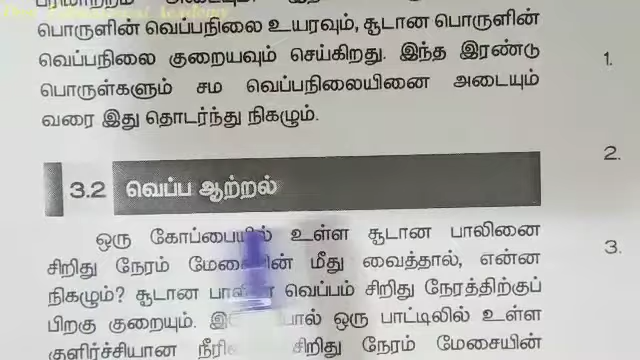 பொருளின் வெப்பநிலை உயரவும், சூடான பொருளின்
வெப்பநிலை குறையவும் செய்கிறது. இந்த இரண்டு
பொருள்களும் சம வெப்பநிலையினை அடையும்
வரை இது தொடர்ந்து நிகழும்.
3.2 வெப்ப ஆற்றல்
ஒரு கோப்பையில் உள்ள சூடான பாலினை
சிறிது நேரம் மேசையின் மீது வைத்தால், என்ன
நிகழும்? சூடான வெப்பம் சிறிது நேரத்திற்குப்
பிறகு குறையும். ஒரு பாட்டிலில் உள்ள
குளிர்ச்சியான சிறிது நேரம் மேசையின்
1.
2.
3.